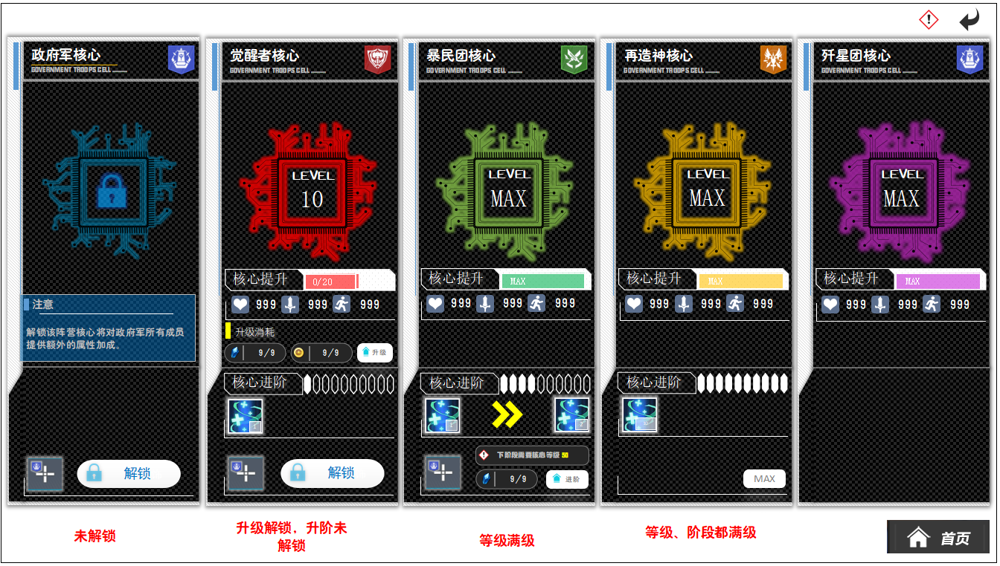 政府军核心
GOVERNMENT TROOPS CELL
注意
解锁该阵营核心将对政府军所有成员
提供额外的属性加成。
解锁
未解锁
觉醒者核心
GOVERNMENT TROOPS CELL
LEVEL
10
核心提升
0/20
999
999
999
升级消耗
9/9
9/9
升级
核心进阶
1
解锁
升级解锁，升阶未
解锁
暴民团核心
GOVERNMENT TROOPS CELL
LEVEL
MAX
核心提升
MAX
999
999
999
核心进阶
1
2
下阶段需要核心等级 50
9/9
进阶
等级满级
再造神核心
GOVERNMENT TROOPS CELL
LEVEL
MAX
核心提升
MAX
999
999
999
核心进阶
MAX
等级、阶段都满级
歼星团核心
GOVERNMENT TROOPS CELL
LEVEL
MAX
核心提升
MAX
999
999
999
首页